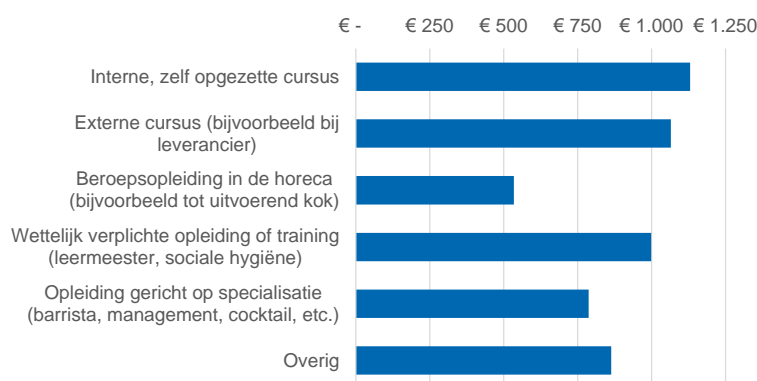 € - € 250 € 500 € 750 € 1.000 € 1.250
Interne, zelf opgezette cursus
Externe cursus (bijvoorbeeld bij
leverancier)
Beroepsopleiding in de horeca
(bijvoorbeeld tot uitvoerend kok)
Wettelijk verplichte opleiding of training
(leermeester, sociale hygiëne)
Opleiding gericht op specialisatie
(barrista, management, cocktail, etc.)
Overig